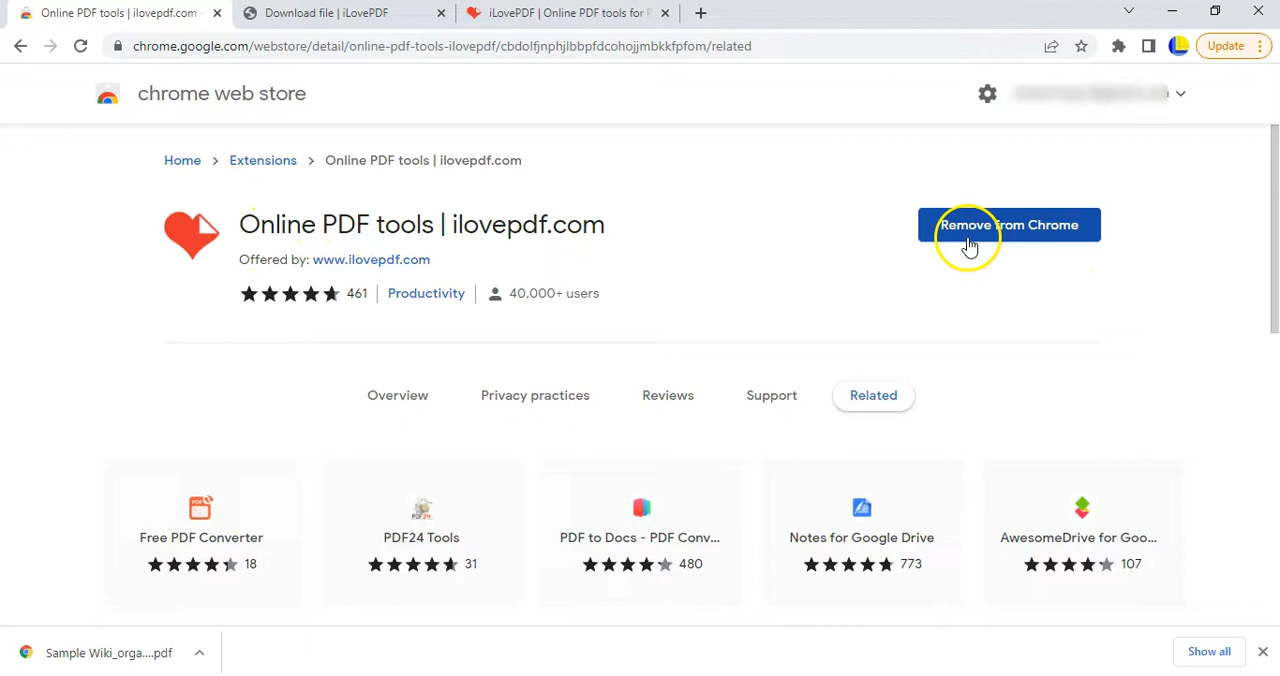 Online PDF tools | ilovepdf.com -
Download file | iLovePDF
iLovePDF | Online PDF tools for P
chrome.google.com/webstore/detail/online-pdf-tools-ilovepdf/cbdolfjnphjlbbpfdcohojjmbkkfpfom/related
Update
chrome web store
Home > Extensions > Online PDF tools | ilovepdf.com
Online PDF tools | ilovepdf.com
Remove from Chrome
Offered by: www.ilovepdf.com
461 Productivity 40,000+ users
Overview
Privacy practices
Reviews
Support
Related
Free PDF Converter
18
PDF24
PDF24 Tools
31
PDF to Docs - PDF Conv...
480
Notes for Google Drive
773
AwesomeDrive for Goo...
107
Sample Wiki_orga....pdf
Show all